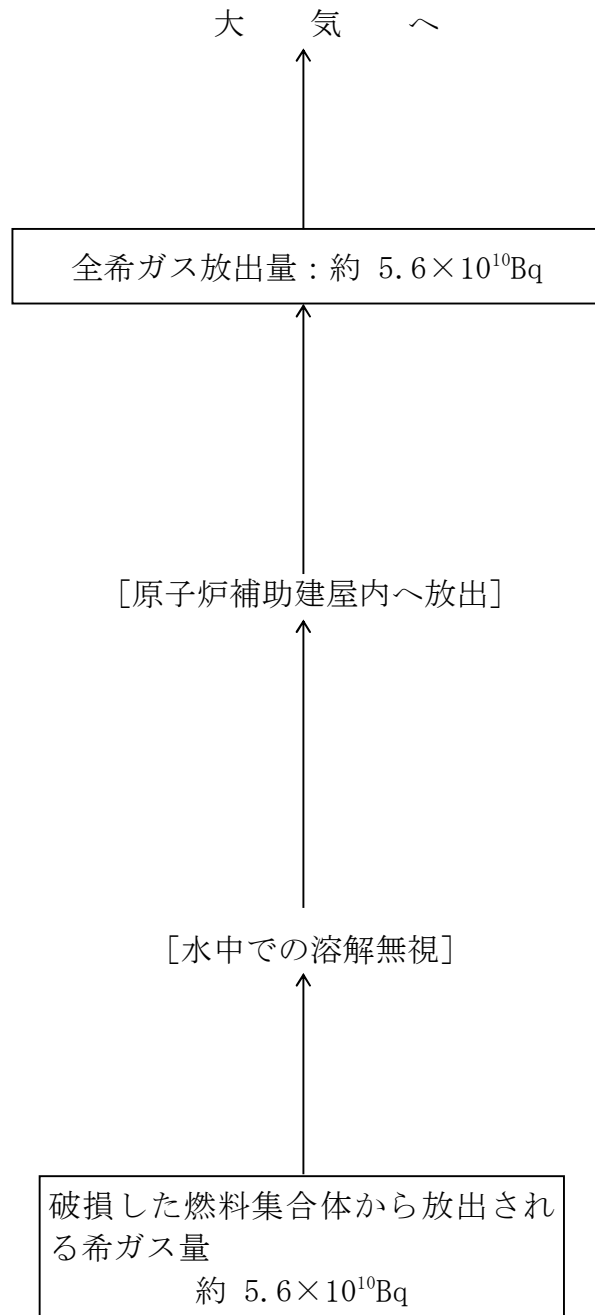 大　気　へ
全希ガス放出量：約 5.6×10¹⁰Bq
［原子炉補助建屋内へ放出］
［水中での溶解無視］
破損した燃料集合体から放出され
る希ガス量
約 5.6×10¹⁰Bq